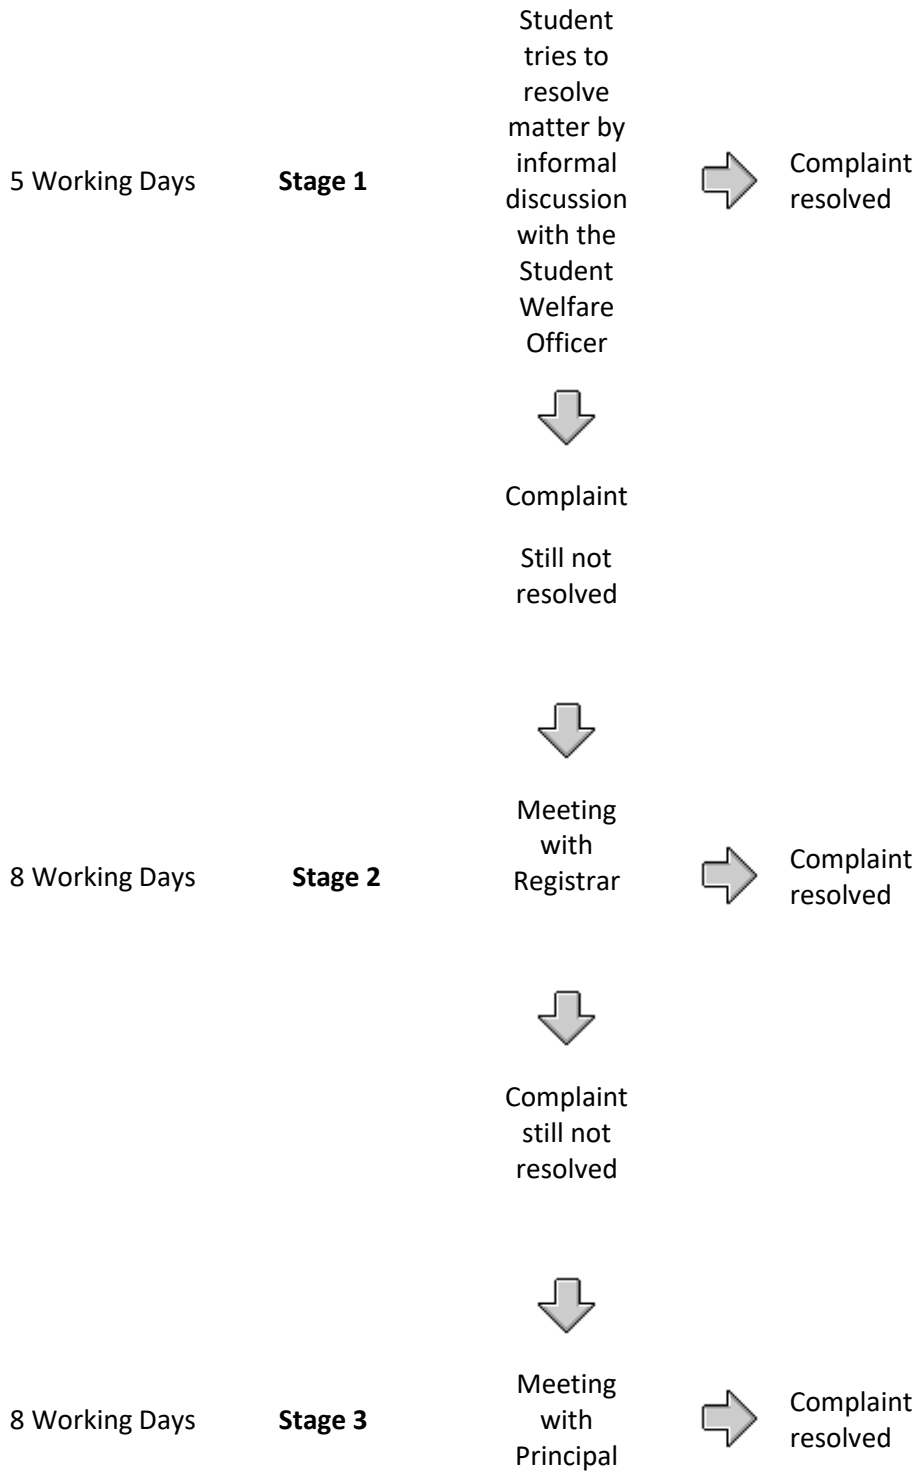 5 Working Days
Stage 1
Student
tries to
resolve
matter by
informal
discussion
with the
Student
Welfare
Officer
Complaint
resolved
Complaint
Still not
resolved
8 Working Days
Stage 2
Meeting
with
Registrar
Complaint
resolved
Complaint
still not
resolved
8 Working Days
Stage 3
Meeting
with
Principal
Complaint
resolved